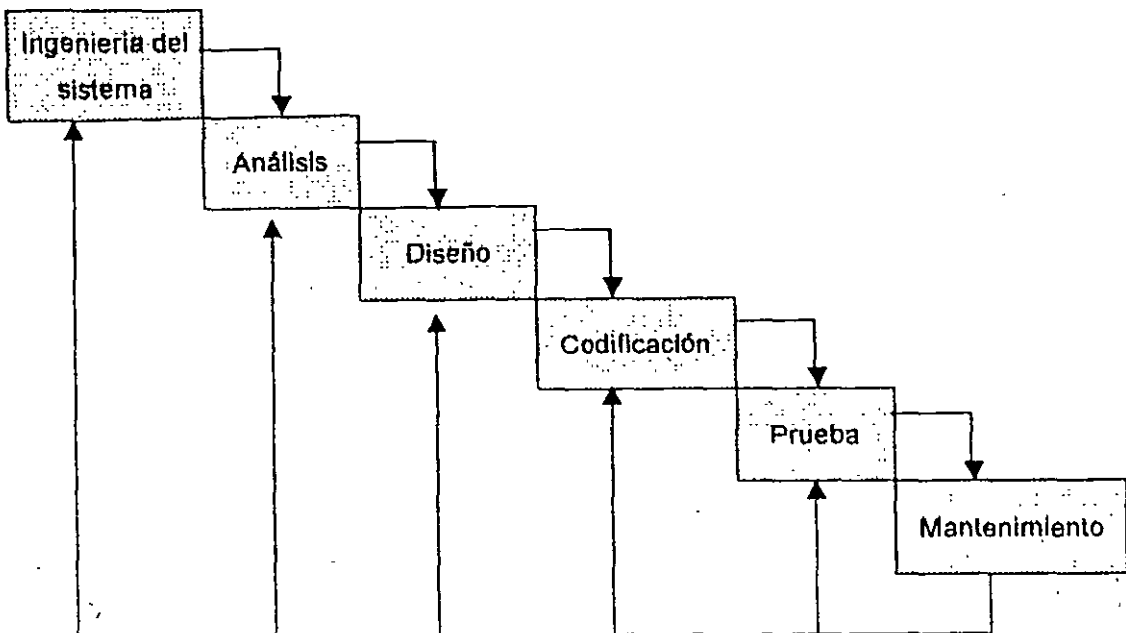 Ingeniería del
sistema
Análisis
Diseño
Codificación
Prueba
Mantenimiento